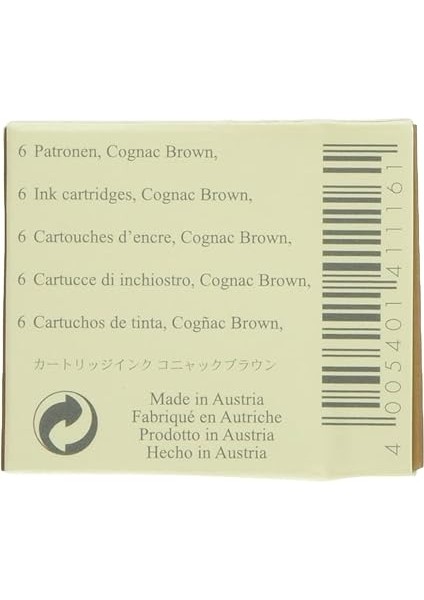 6 Patronen, Cognac Brown,
6 Ink cartridges, Cognac Brown,
6 Cartouches d'encre, Cognac Brown,
6 Cartucce di inchiostro, Cognac Brown,
6 Cartuchos de tinta, Cogñac Brown,
カートリッジインク コニャックブラウン
Made in Austria
Fabriqué en Autriche
Prodotto in Austria
Hecho in Austria
4 005401 411161